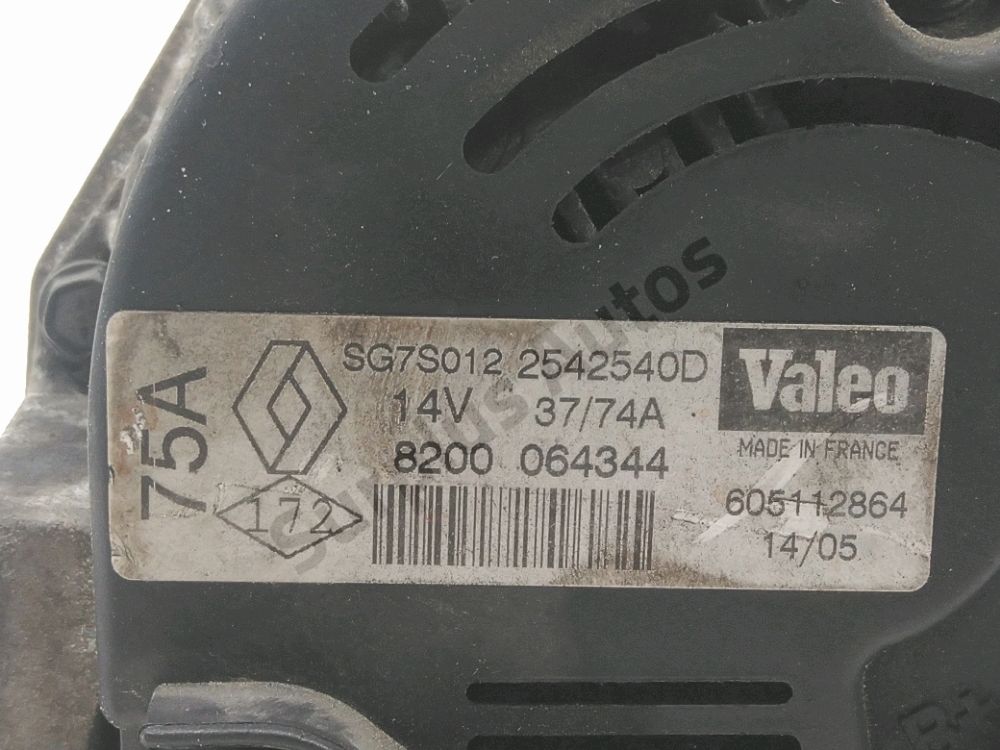 75A
SG7S012 2542540D
14V 37/74A
8200 064344
172
Valeo
MADE IN FRANCE
605112864
14/05
B+